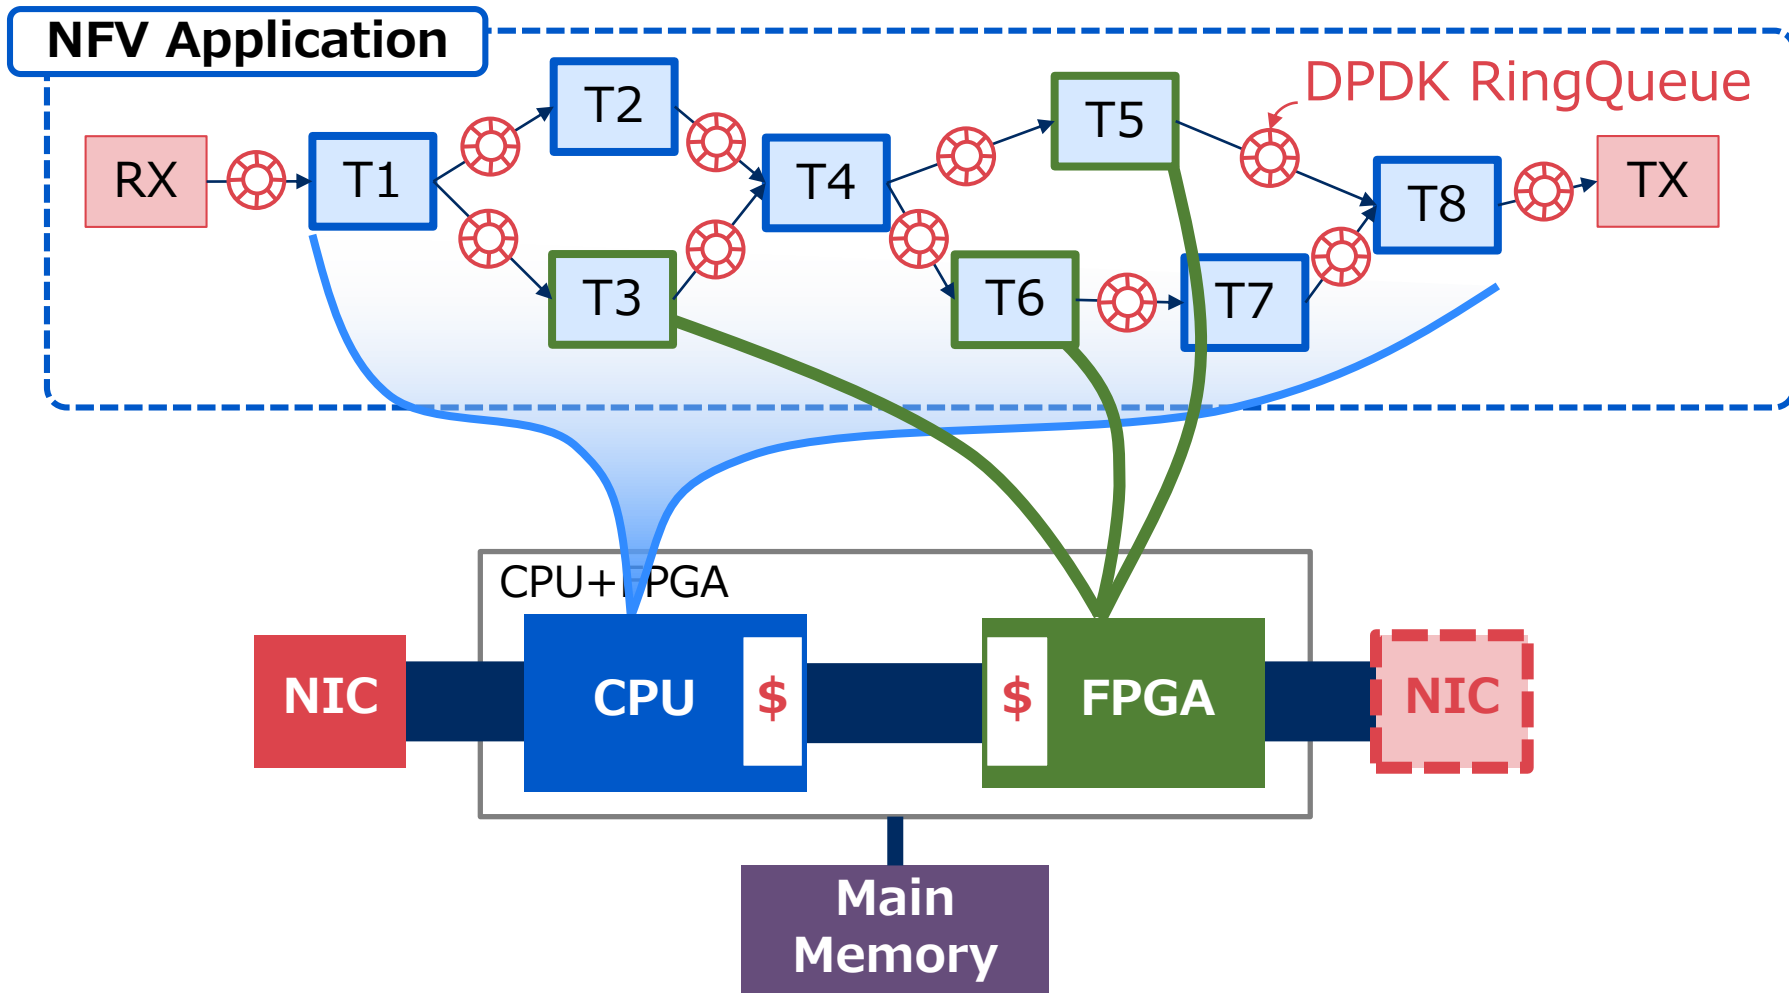 NFV Application
DPDK RingQueue
RX
T1
T2
T3
T4
T5
T6
T7
T8
TX
CPU+FPGA
NIC
CPU
$
$
FPGA
NIC
Main
Memory